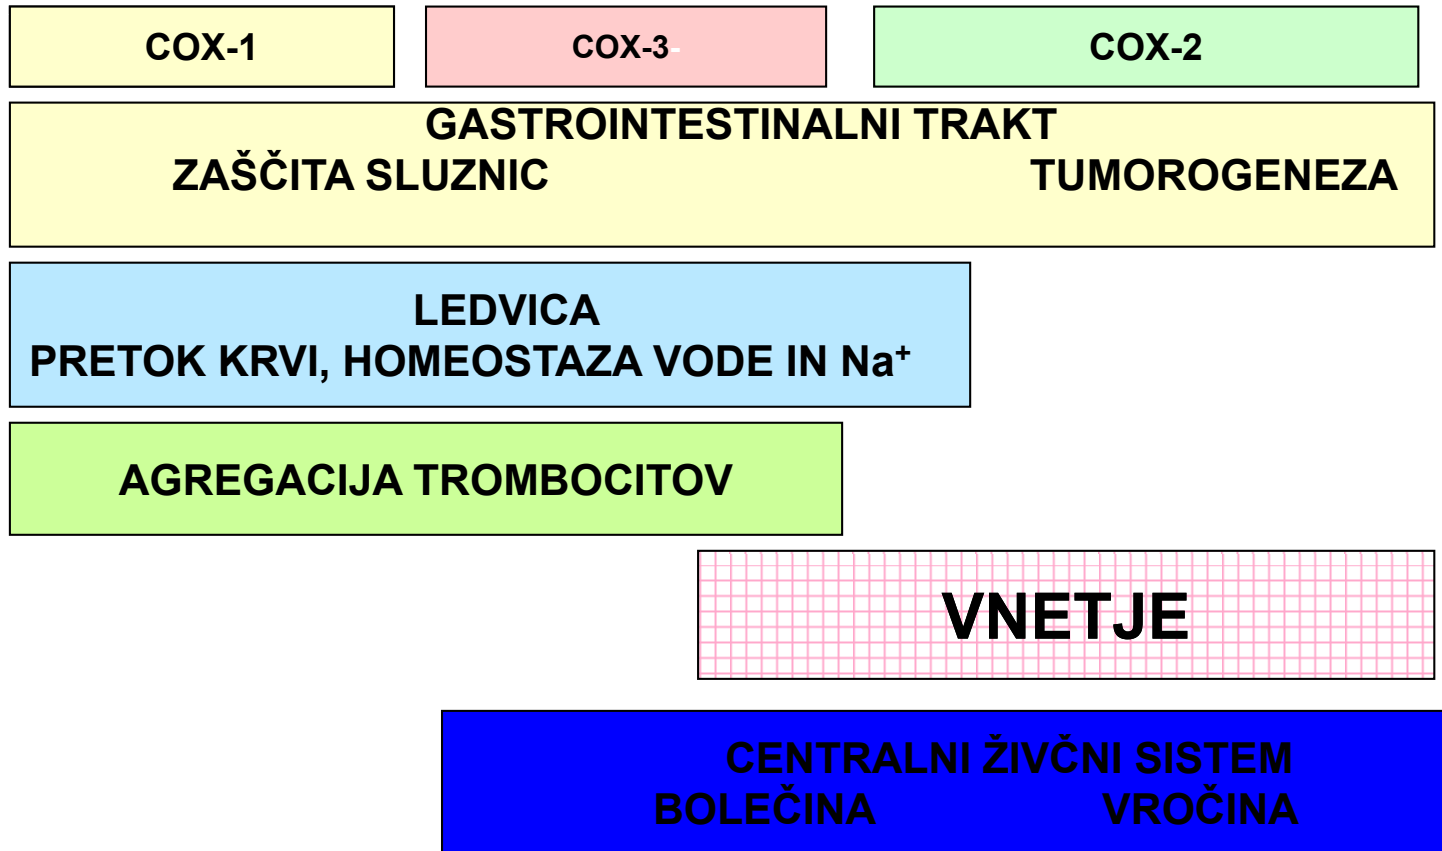 COX-1
COX-3-
COX-2
GASTROINTESTINALNI TRAKT
ZAŠČITA SLUZNIC TUMOROGENEZA
LEDVICA
PRETOK KRVI, HOMEOSTAZA VODE IN Na⁺
AGREGACIJA TROMBOCITOV
VNETJE
CENTRALNI ŽIVČNI SISTEM
BOLEČINA VROČINA